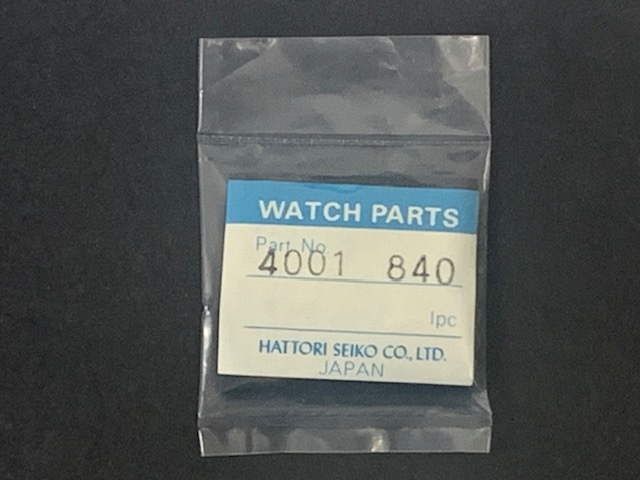 WATCH PARTS
Part No
4001 840
1pc
HATTORI SEIKO CO., LTD.
JAPAN